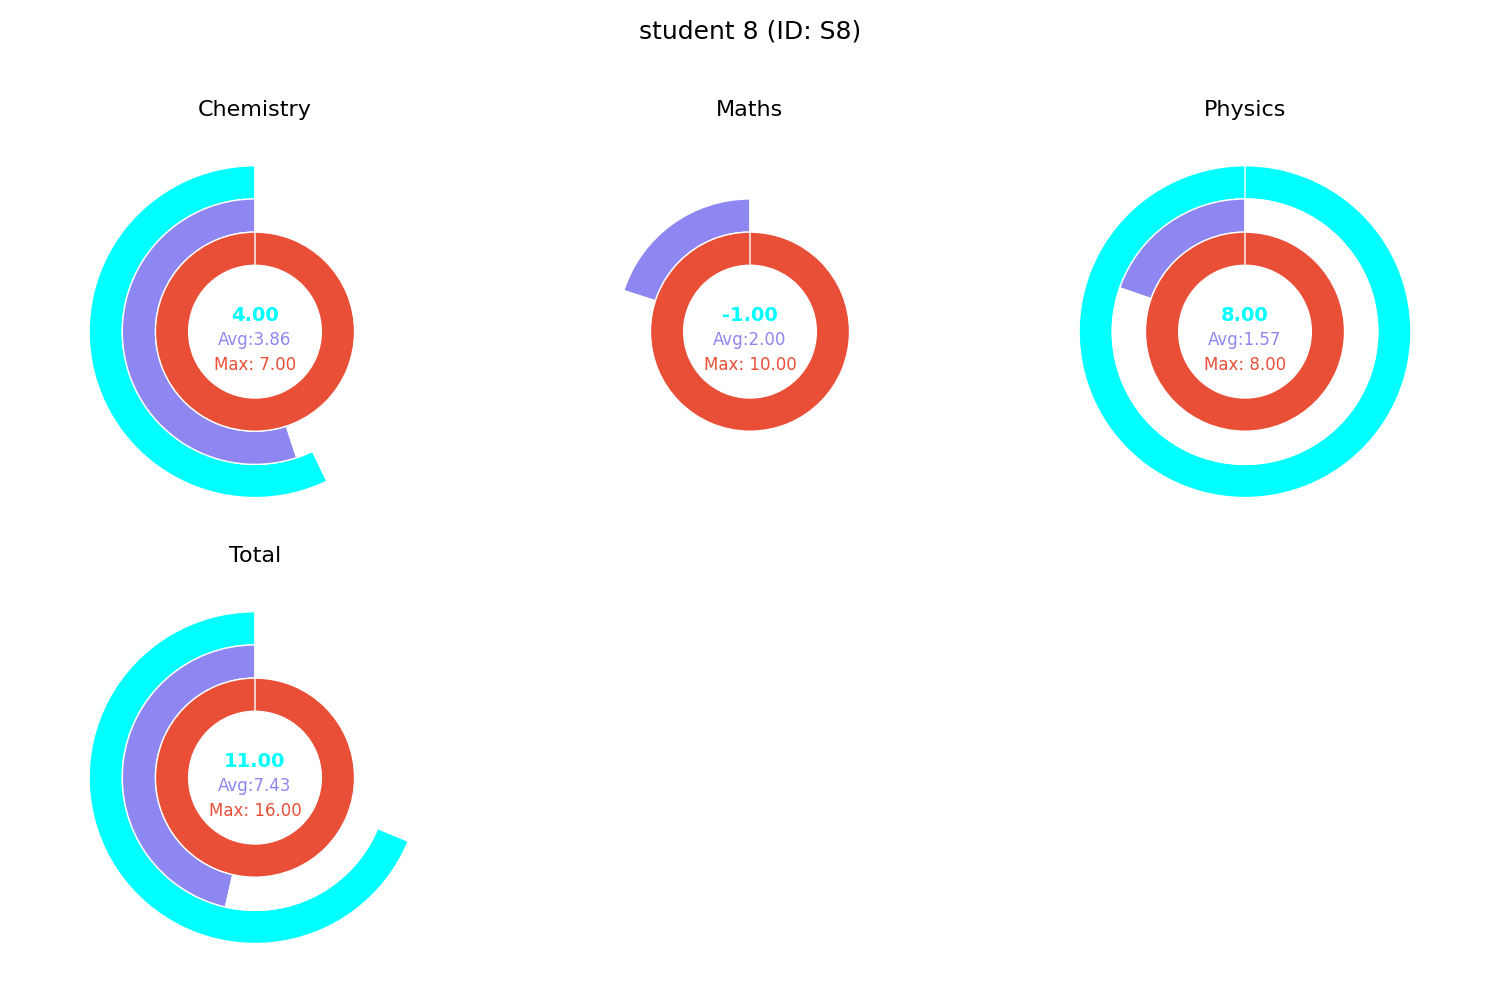 student 8 (ID: S8)
Chemistry
4.00
Avg:3.86
Max: 7.00
Maths
-1.00
Avg:2.00
Max: 10.00
Physics
8.00
Avg:1.57
Max: 8.00
Total
11.00
Avg:7.43
Max: 16.00